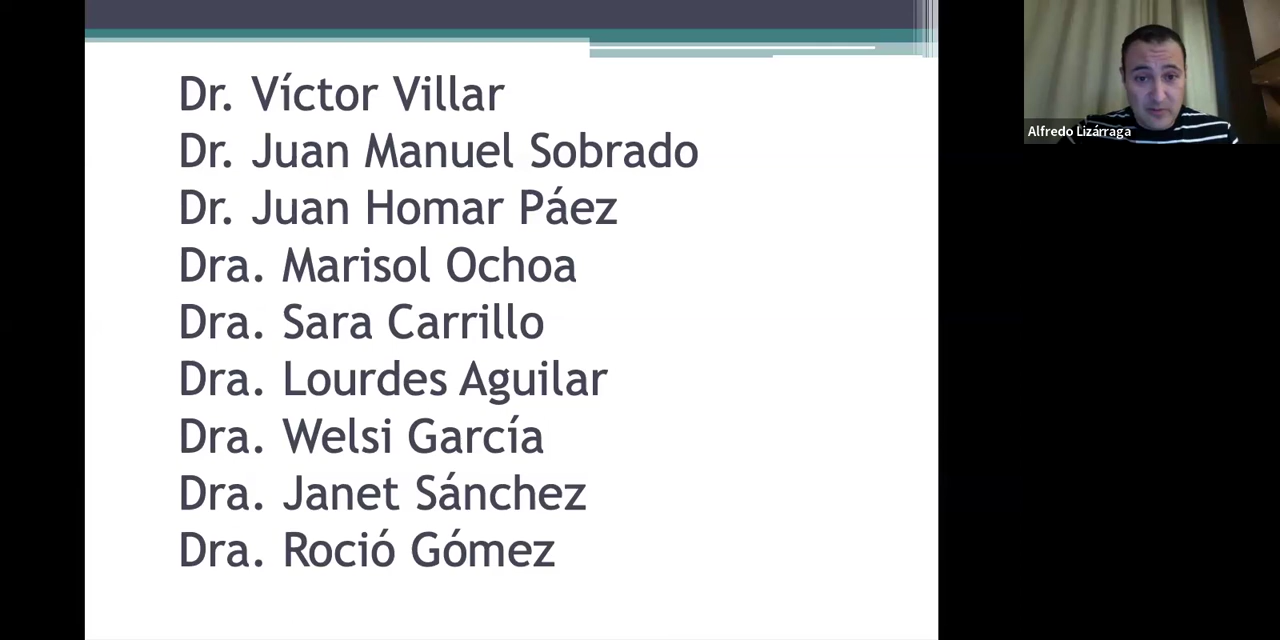 Dr. Víctor Villar
Dr. Juan Manuel Sobrado
Dr. Juan Homar Páez
Dra. Marisol Ochoa
Dra. Sara Carrillo
Dra. Lourdes Aguilar
Dra. Welsi García
Dra. Janet Sánchez
Dra. Roció Gómez
Alfredo Lizárraga